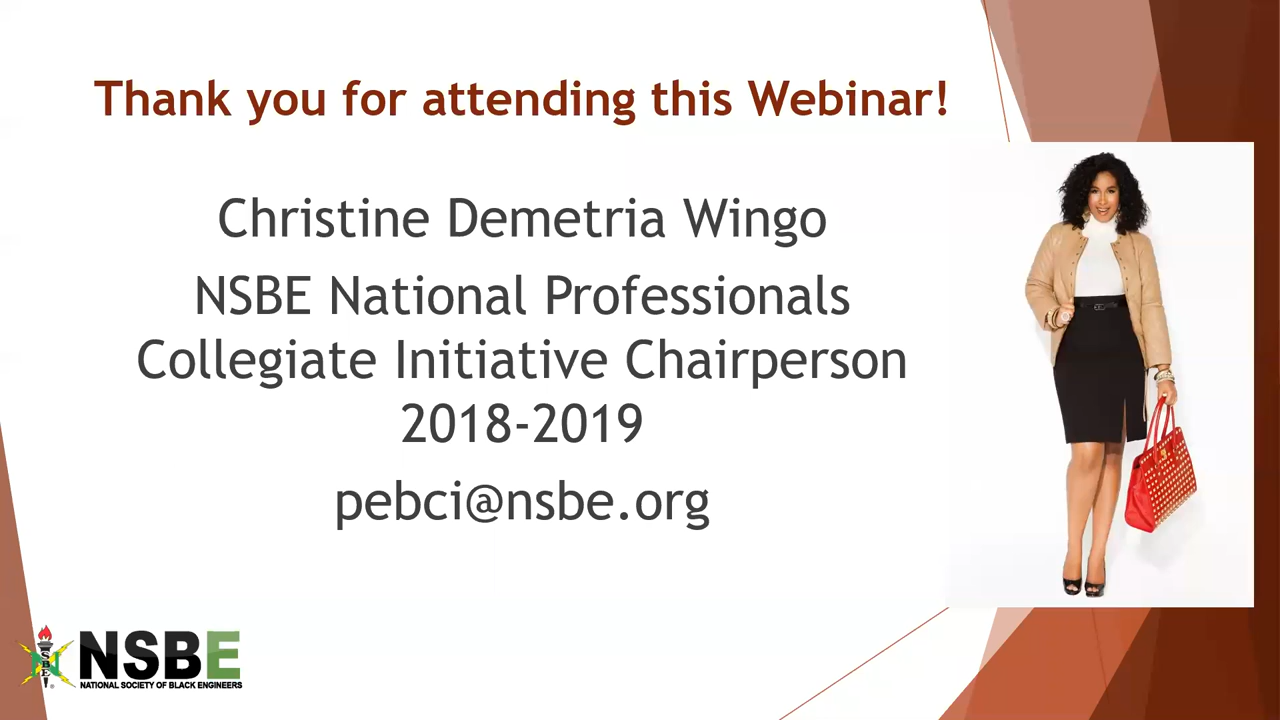 Thank you for attending this Webinar!
Christine Demetria Wingo
NSBE National Professionals
Collegiate Initiative Chairperson
2018-2019
pebci@nsbe.org
NSBE
NSBE
NATIONAL SOCIETY OF BLACK ENGINEERS